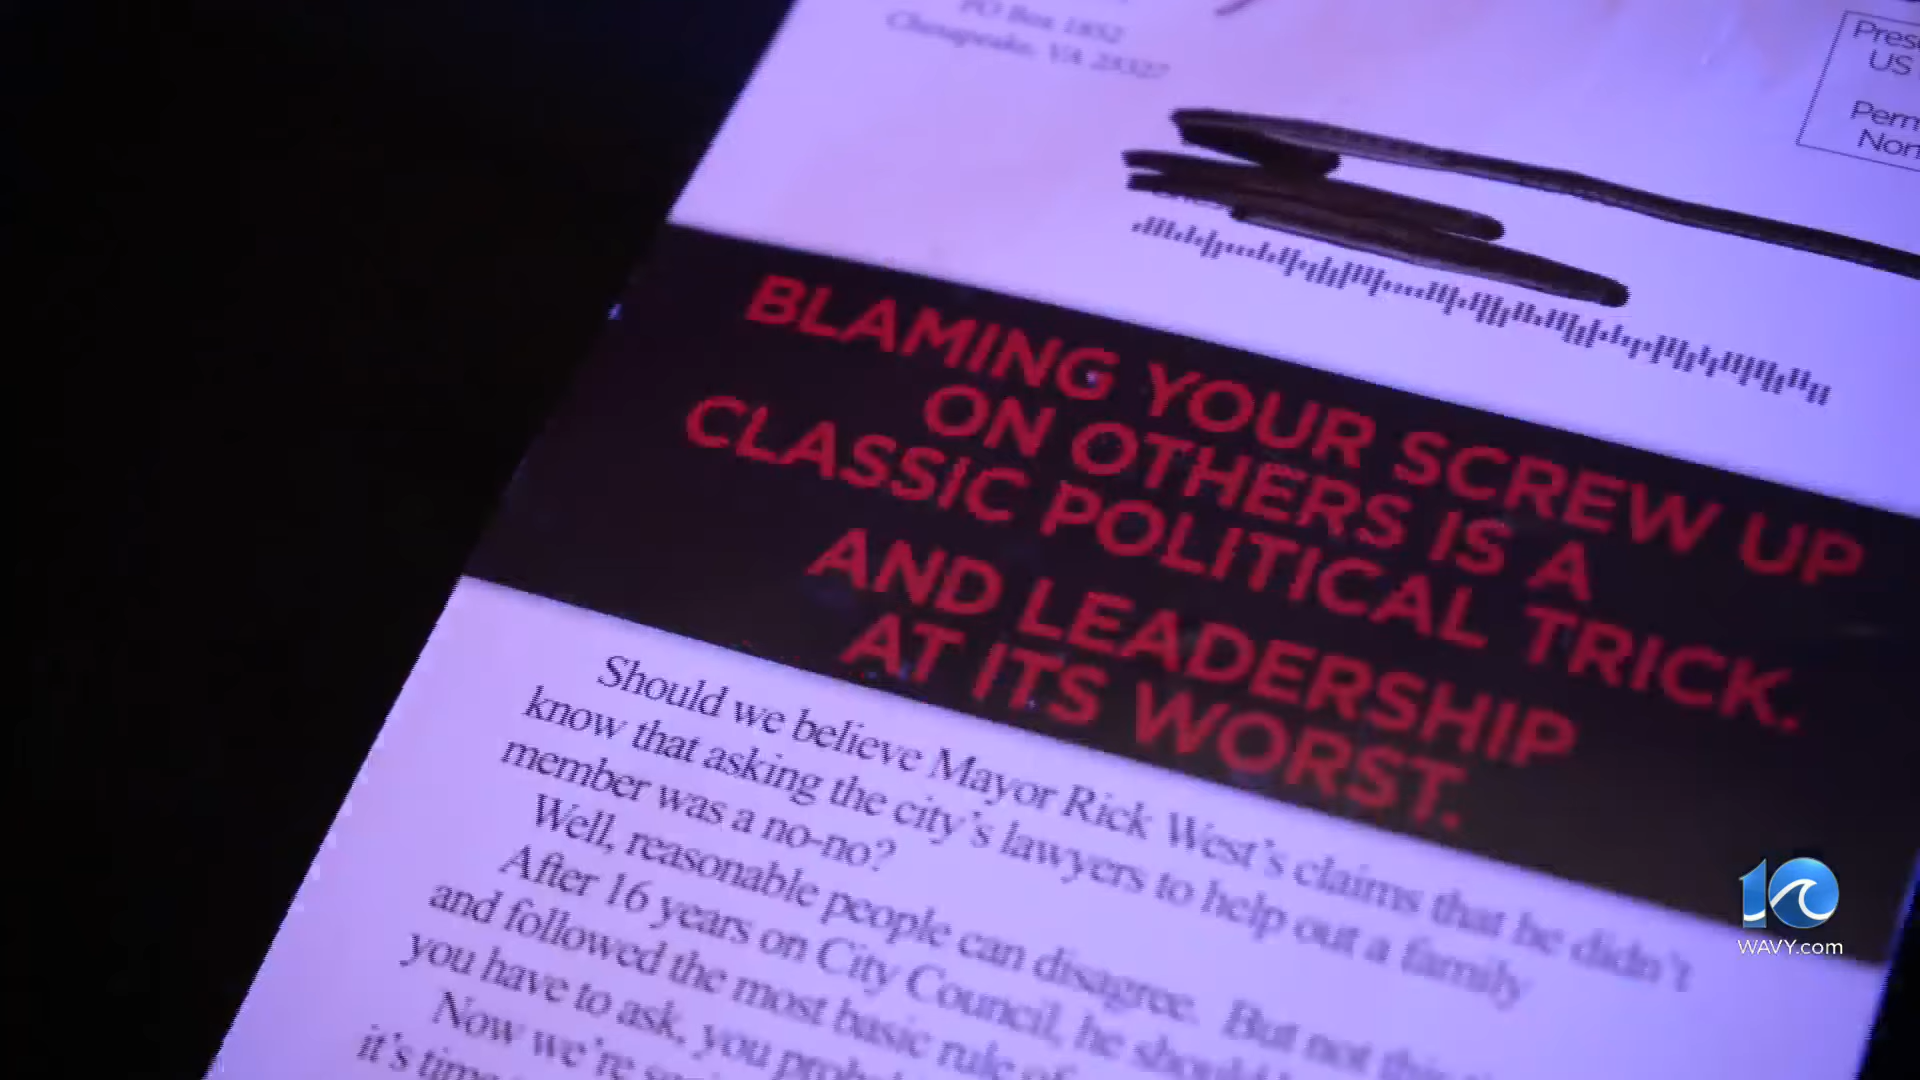 PO Box 1852
Chesapeake, VA 23327
Pres
US
Perm
Non
BLAMING YOUR SCREW UP
ON OTHERS IS A
CLASSIC POLITICAL TRICK.
AND LEADERSHIP
AT ITS WORST.
Should we believe Mayor Rick West's claims that he didn't
know that asking the city's lawyers to help out a family
member was a no-no?
Well, reasonable people can disagree. But not this
After 16 years on City Council, he should
and followed the most basic rule of
you have to ask, you
Now we're
it's time
10
WAVY.com